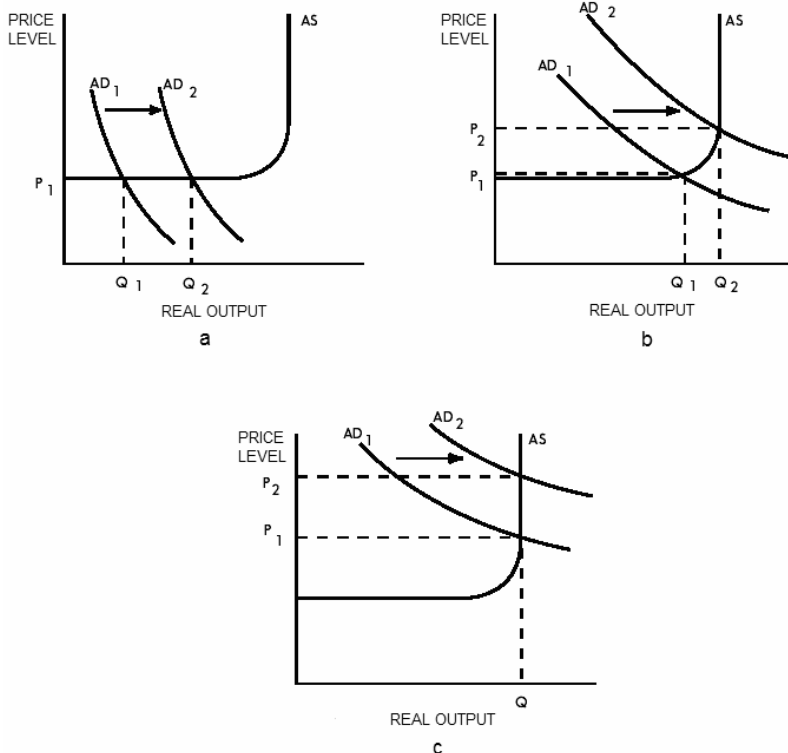 PRICE
LEVEL
AS
AD 1
AD 2
P 1
Q 1
Q 2
REAL OUTPUT
a
PRICE
LEVEL
AD 2
AS
AD 1
P 2
P 1
Q 1
Q 2
REAL OUTPUT
b
PRICE
LEVEL
AD 1
AD 2
AS
P 2
P 1
Q
REAL OUTPUT
c